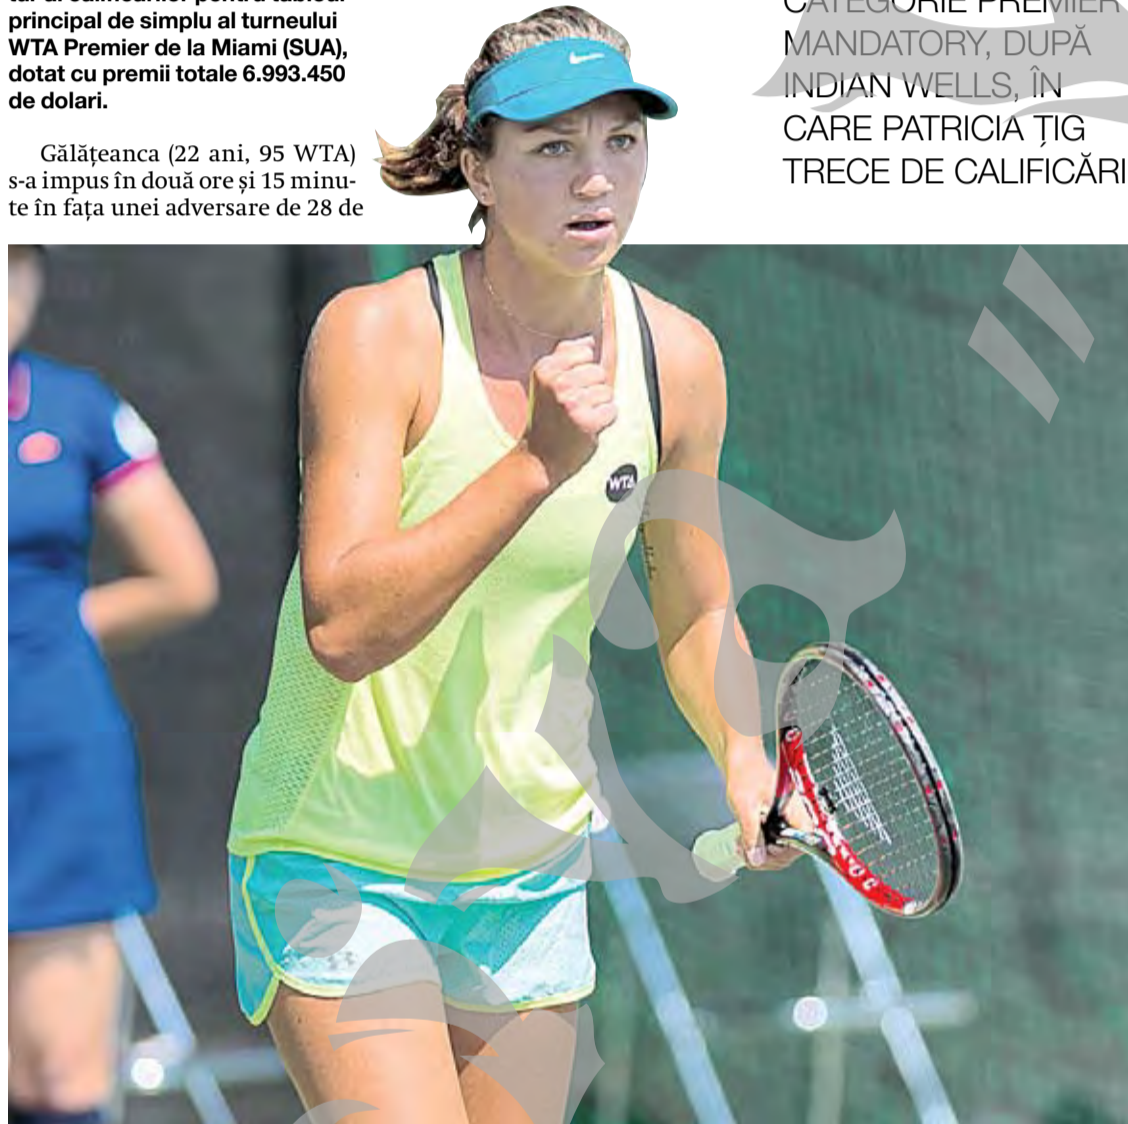 principal de simplu al turneului
WTA Premier de la Miami (SUA),
dotat cu premii totale 6.993.450
de dolari.
Gălățeanca (22 ani, 95 WTA)
s-a impus în două ore și 15 minu-
te în fața unei adversare de 28 de
CATEGORIE PREMIER
MANDATORY, DUPĂ
INDIAN WELLS, ÎN
CARE PATRICIA ȚIG
TRECE DE CALIFICĂRI
WTA